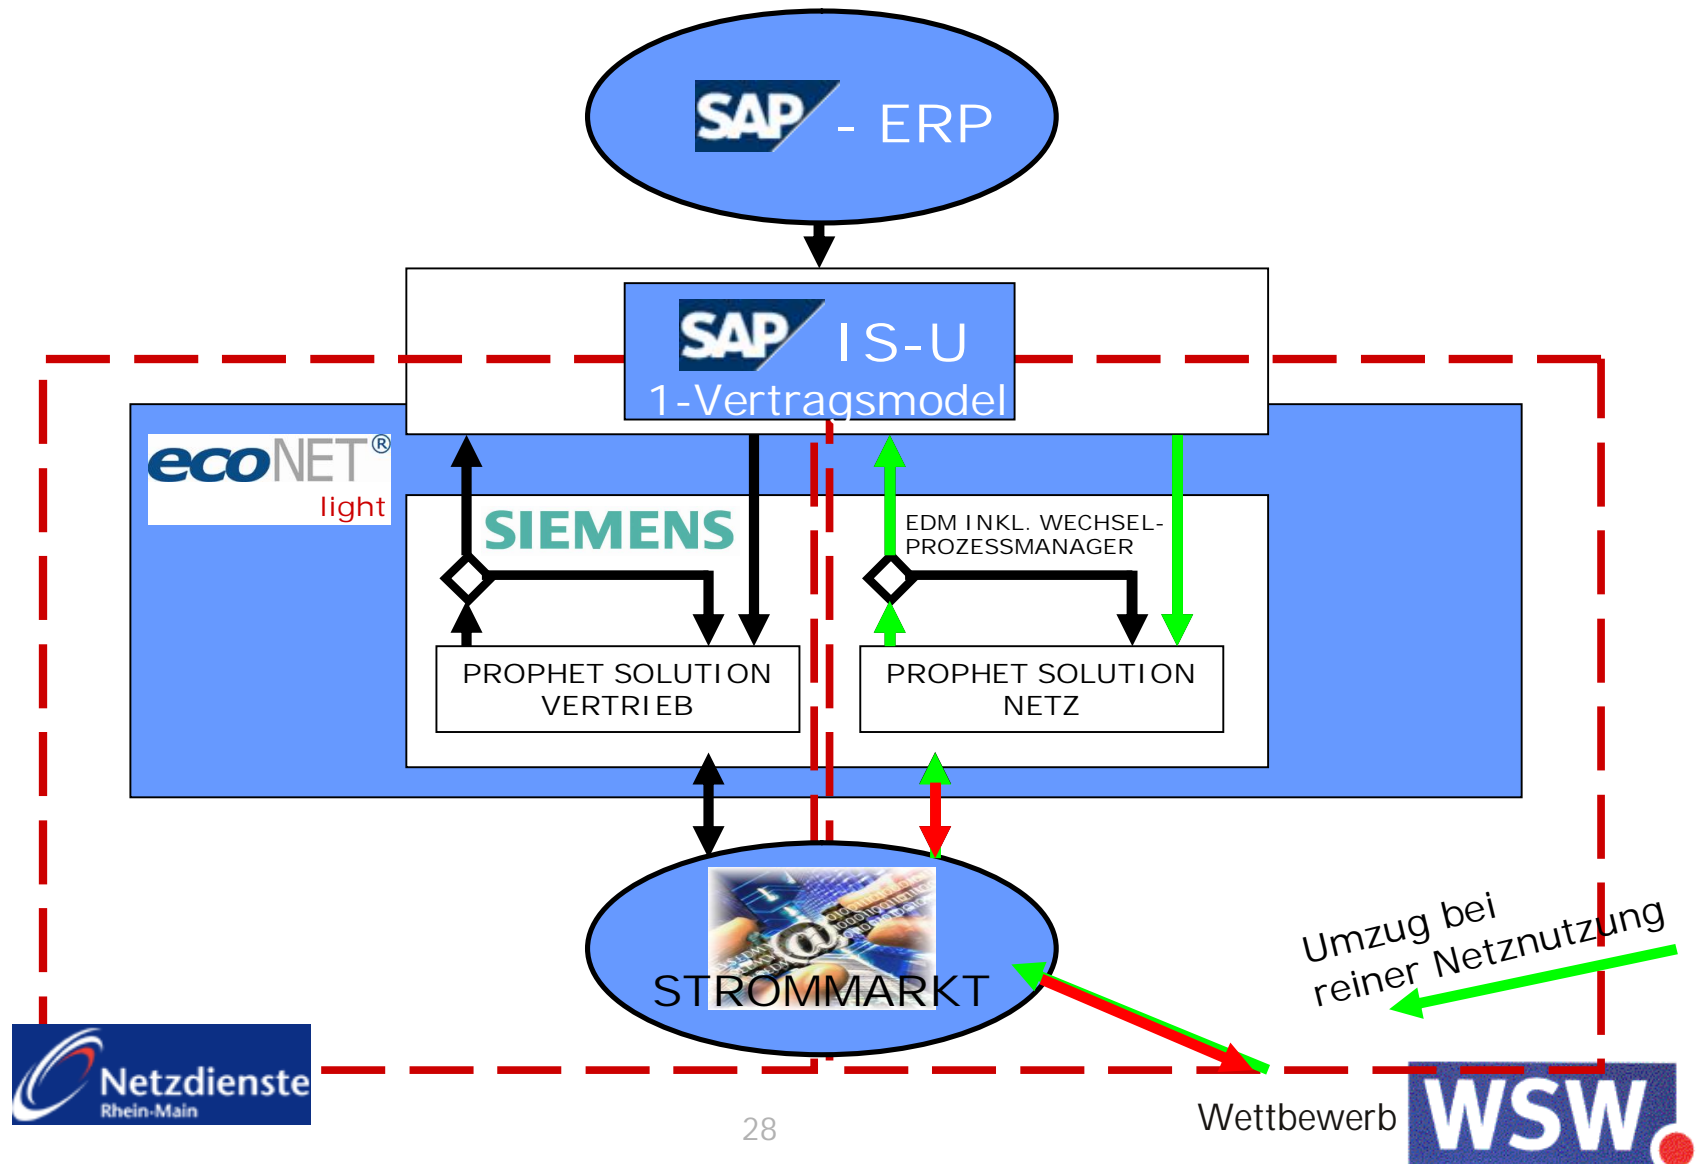 SAP - ERP
SAP IS-U
1-Vertragsmodel
ecoNET®
light
SIEMENS
EDM INKL. WECHSEL-
PROZESSMANAGER
PROPHET SOLUTION
VERTRIEB
PROPHET SOLUTION
NETZ
STROMMARKT
Umzug bei
reiner Netznutzung
Netzdienste
Rhein-Main
28
Wettbewerb
WSW